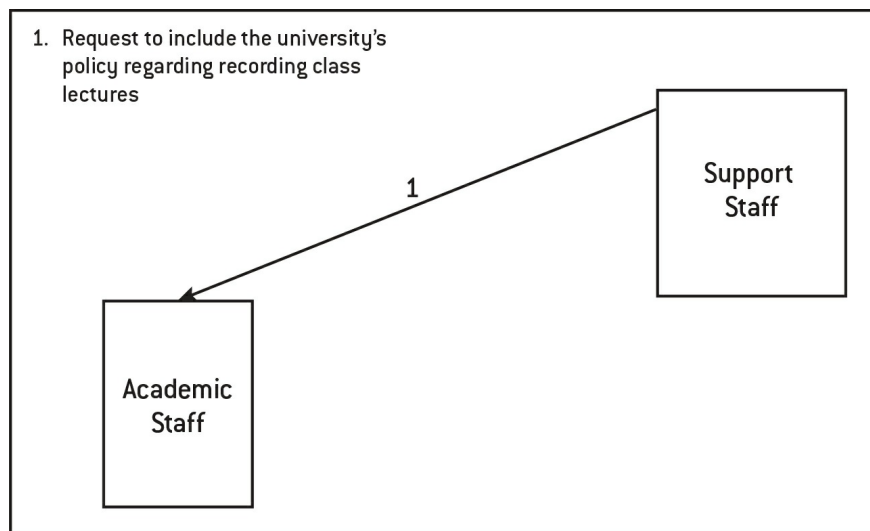 1. Request to include the university's
policy regarding recording class
lectures
1
Support
Staff
Academic
Staff